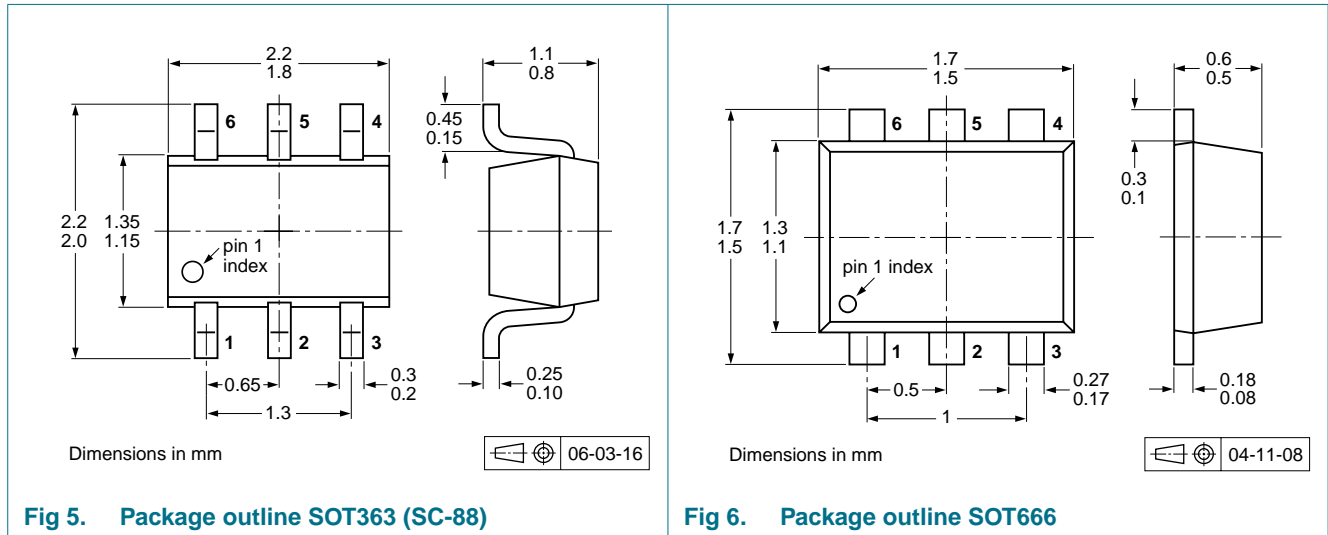 2.2
1.8
1.1
0.8
6 5 4
0.45
0.15
2.2 1.35
2.0 1.15
pin 1
index
1 2 3
0.65
0.3
0.2
1.3
0.25
0.10
Dimensions in mm
06-03-16
Fig 5. Package outline SOT363 (SC-88)
1.7
1.5
0.6
0.5
6 5 4
0.3
0.1
1.7 1.3
1.5 1.1
pin 1 index
1 2 3
0.5
0.27
0.17
1
0.18
0.08
Dimensions in mm
04-11-08
Fig 6. Package outline SOT666